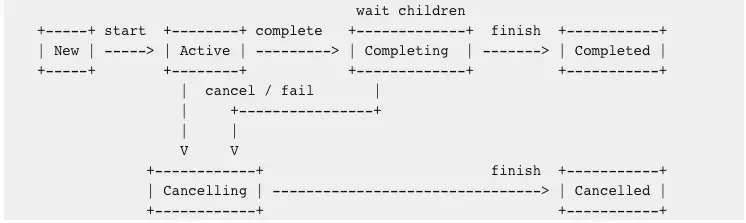 wait children
+-----+ start  +--------+ complete   +-------------+  finish  +-----------+
| New | -----> | Active | ---------> | Completing  | -------> | Completed |
+-----+        +--------+            +-------------+          +-----------+
                 |  cancel / fail       |
                 |     +----------------+
                 |     |
                 V     V
             +------------+                           finish  +-----------+
             | Cancelling | --------------------------------> | Cancelled |
             +------------+                                   +-----------+